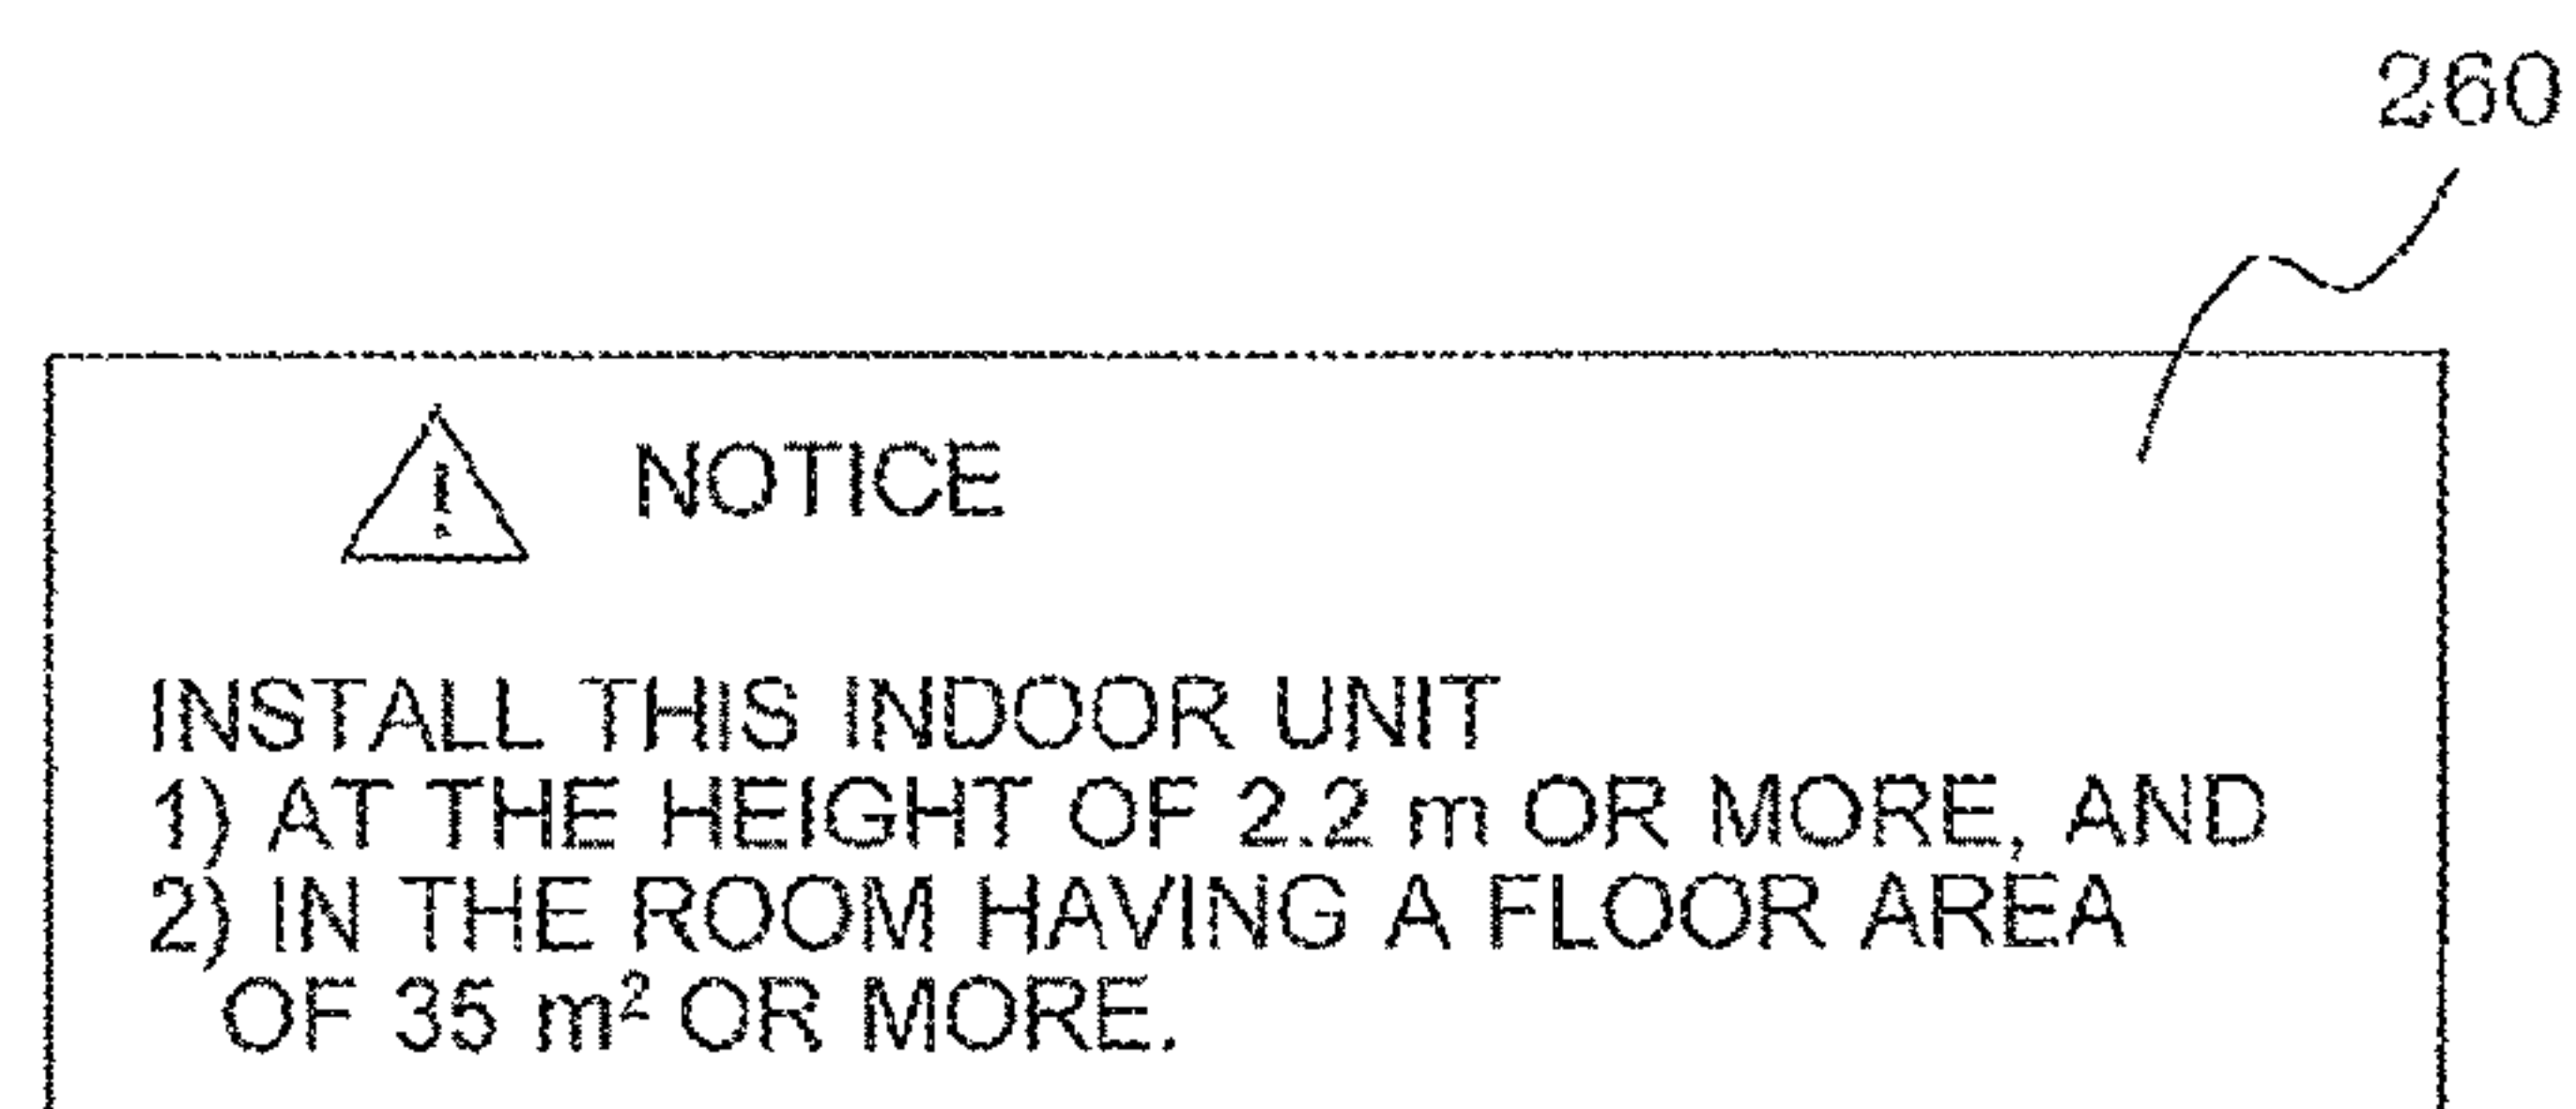 260
NOTICE
INSTALL THIS INDOOR UNIT
1) AT THE HEIGHT OF 2.2 m OR MORE, AND
2) IN THE ROOM HAVING A FLOOR AREA
OF 35 m² OR MORE.